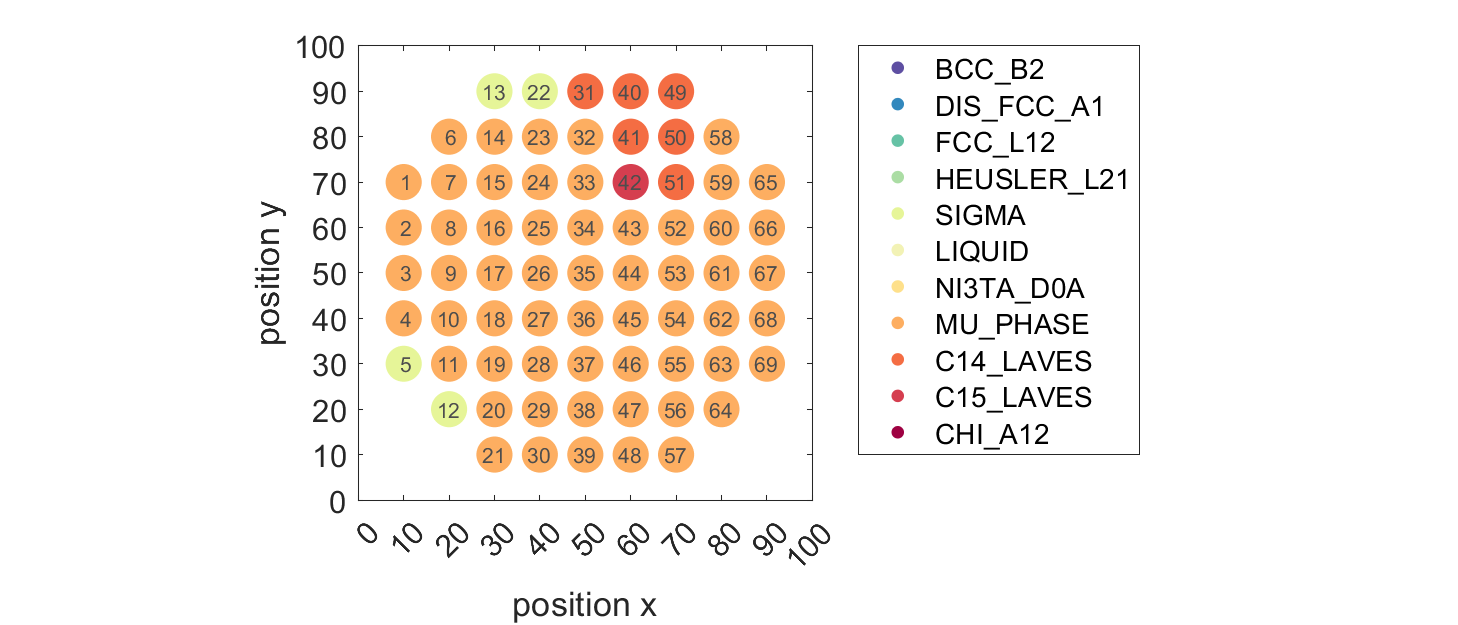 100
90
80
70
60
50
40
30
20
10
0
position y
13 22 31 40 49
6 14 23 32 41 50 58
1 7 15 24 33 42 51 59 65
2 8 16 25 34 43 52 60 66
3 9 17 26 35 44 53 61 67
4 10 18 27 36 45 54 62 68
5 11 19 28 37 46 55 63 69
12 20 29 38 47 56 64
21 30 39 48 57
0 10 20 30 40 50 60 70 80 90 100
position x
BCC_B2
DIS_FCC_A1
FCC_L12
HEUSLER_L21
SIGMA
LIQUID
NI3TA_D0A
MU_PHASE
C14_LAVES
C15_LAVES
CHI_A12